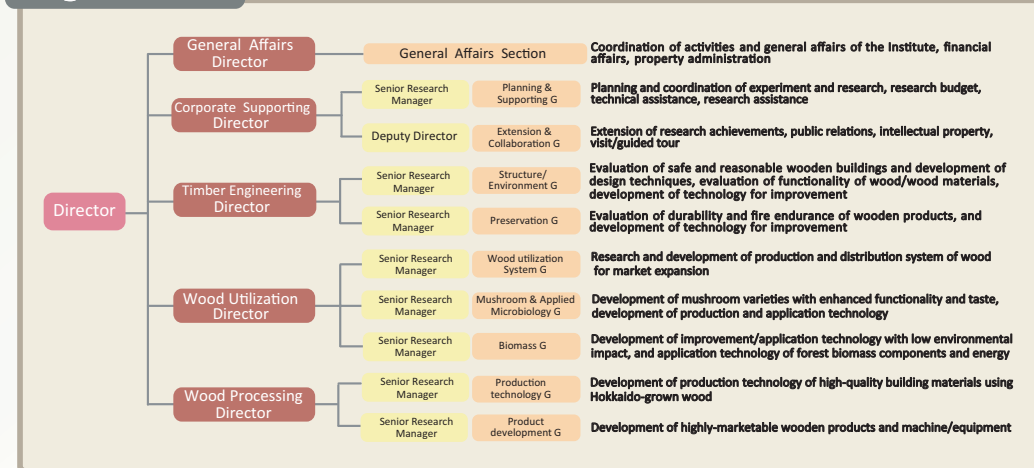 Director
General Affairs
Director
General Affairs Section
Coordination of activities and general affairs of the Institute, financial
affairs, property administration
Corporate Supporting
Director
Senior Research
Manager
Planning &
Supporting G
Planning and coordination of experiment and research, research budget,
technical assistance, research assistance
Deputy Director
Extension &
Collaboration G
Extension of research achievements, public relations, intellectual property,
visit/guided tour
Timber Engineering
Director
Senior Research
Manager
Structure/
Environment G
Evaluation of safe and reasonable wooden buildings and development of
design techniques, evaluation of functionality of wood/wood materials,
development of technology for improvement
Senior Research
Manager
Preservation G
Evaluation of durability and fire endurance of wooden products, and
development of technology for improvement
Wood Utilization
Director
Senior Research
Manager
Wood utilization
System G
Research and development of production and distribution system of wood
for market expansion
Senior Research
Manager
Mushroom & Applied
Microbiology G
Development of mushroom varieties with enhanced functionality and taste,
development of production and application technology
Senior Research
Manager
Biomass G
Development of improvement/application technology with low environmental
impact, and application technology of forest biomass components and energy
Wood Processing
Director
Senior Research
Manager
Production
technology G
Development of production technology of high-quality building materials using
Hokkaido-grown wood
Senior Research
Manager
Product
development G
Development of highly-marketable wooden products and machine/equipment